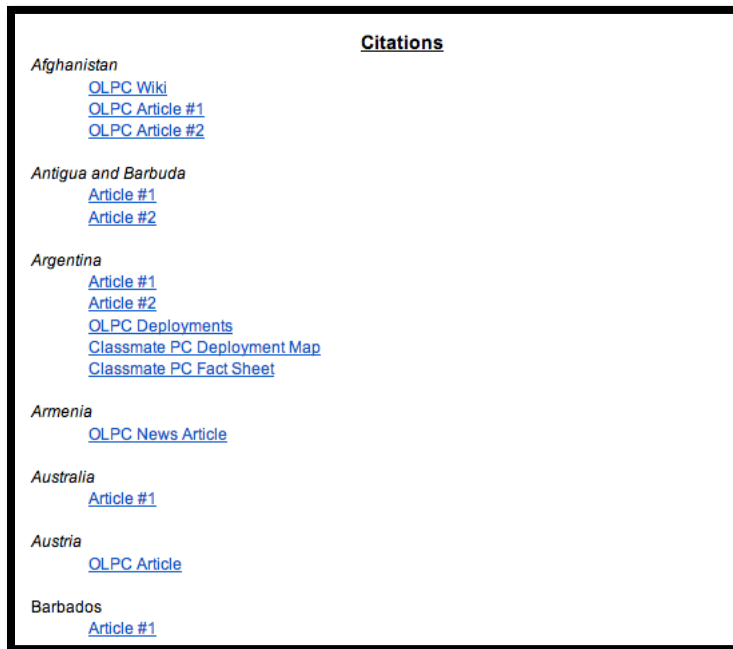 Citations
Afghanistan
OLPC Wiki
OLPC Article #1
OLPC Article #2
Antigua and Barbuda
Article #1
Article #2
Argentina
Article #1
Article #2
OLPC Deployments
Classmate PC Deployment Map
Classmate PC Fact Sheet
Armenia
OLPC News Article
Australia
Article #1
Austria
OLPC Article
Barbados
Article #1